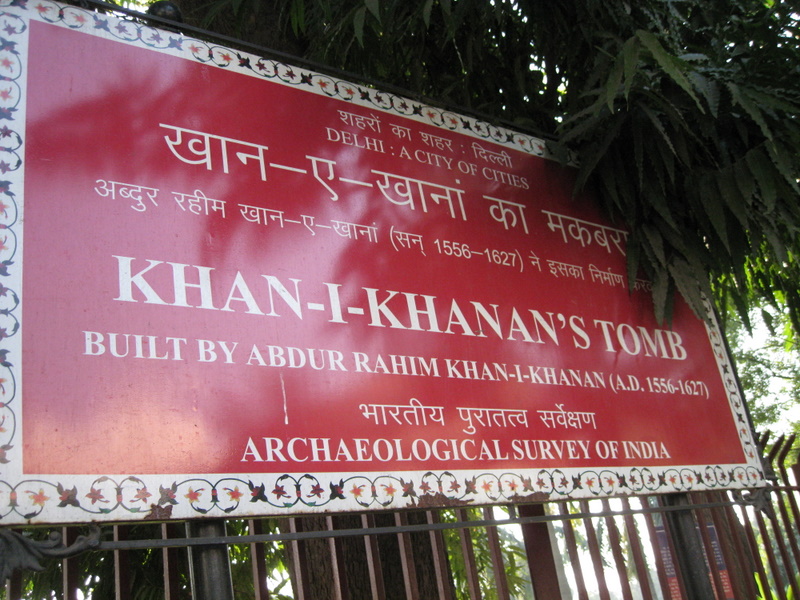 शहरों का शहर : दिल्ली
DELHI : A CITY OF CITIES
खान–ए–खानां का
अब्दुर रहीम खान–ए–खानां (सन् 1556–1627) ने इसका निर्माण
KHAN-I-KHANAN'S TOMB
BUILT BY ABDUR RAHIM KHAN-I-KHANAN (A.D. 1556-1627)
भारतीय पुरातत्व सर्वेक्षण
ARCHAEOLOGICAL SURVEY OF INDIA